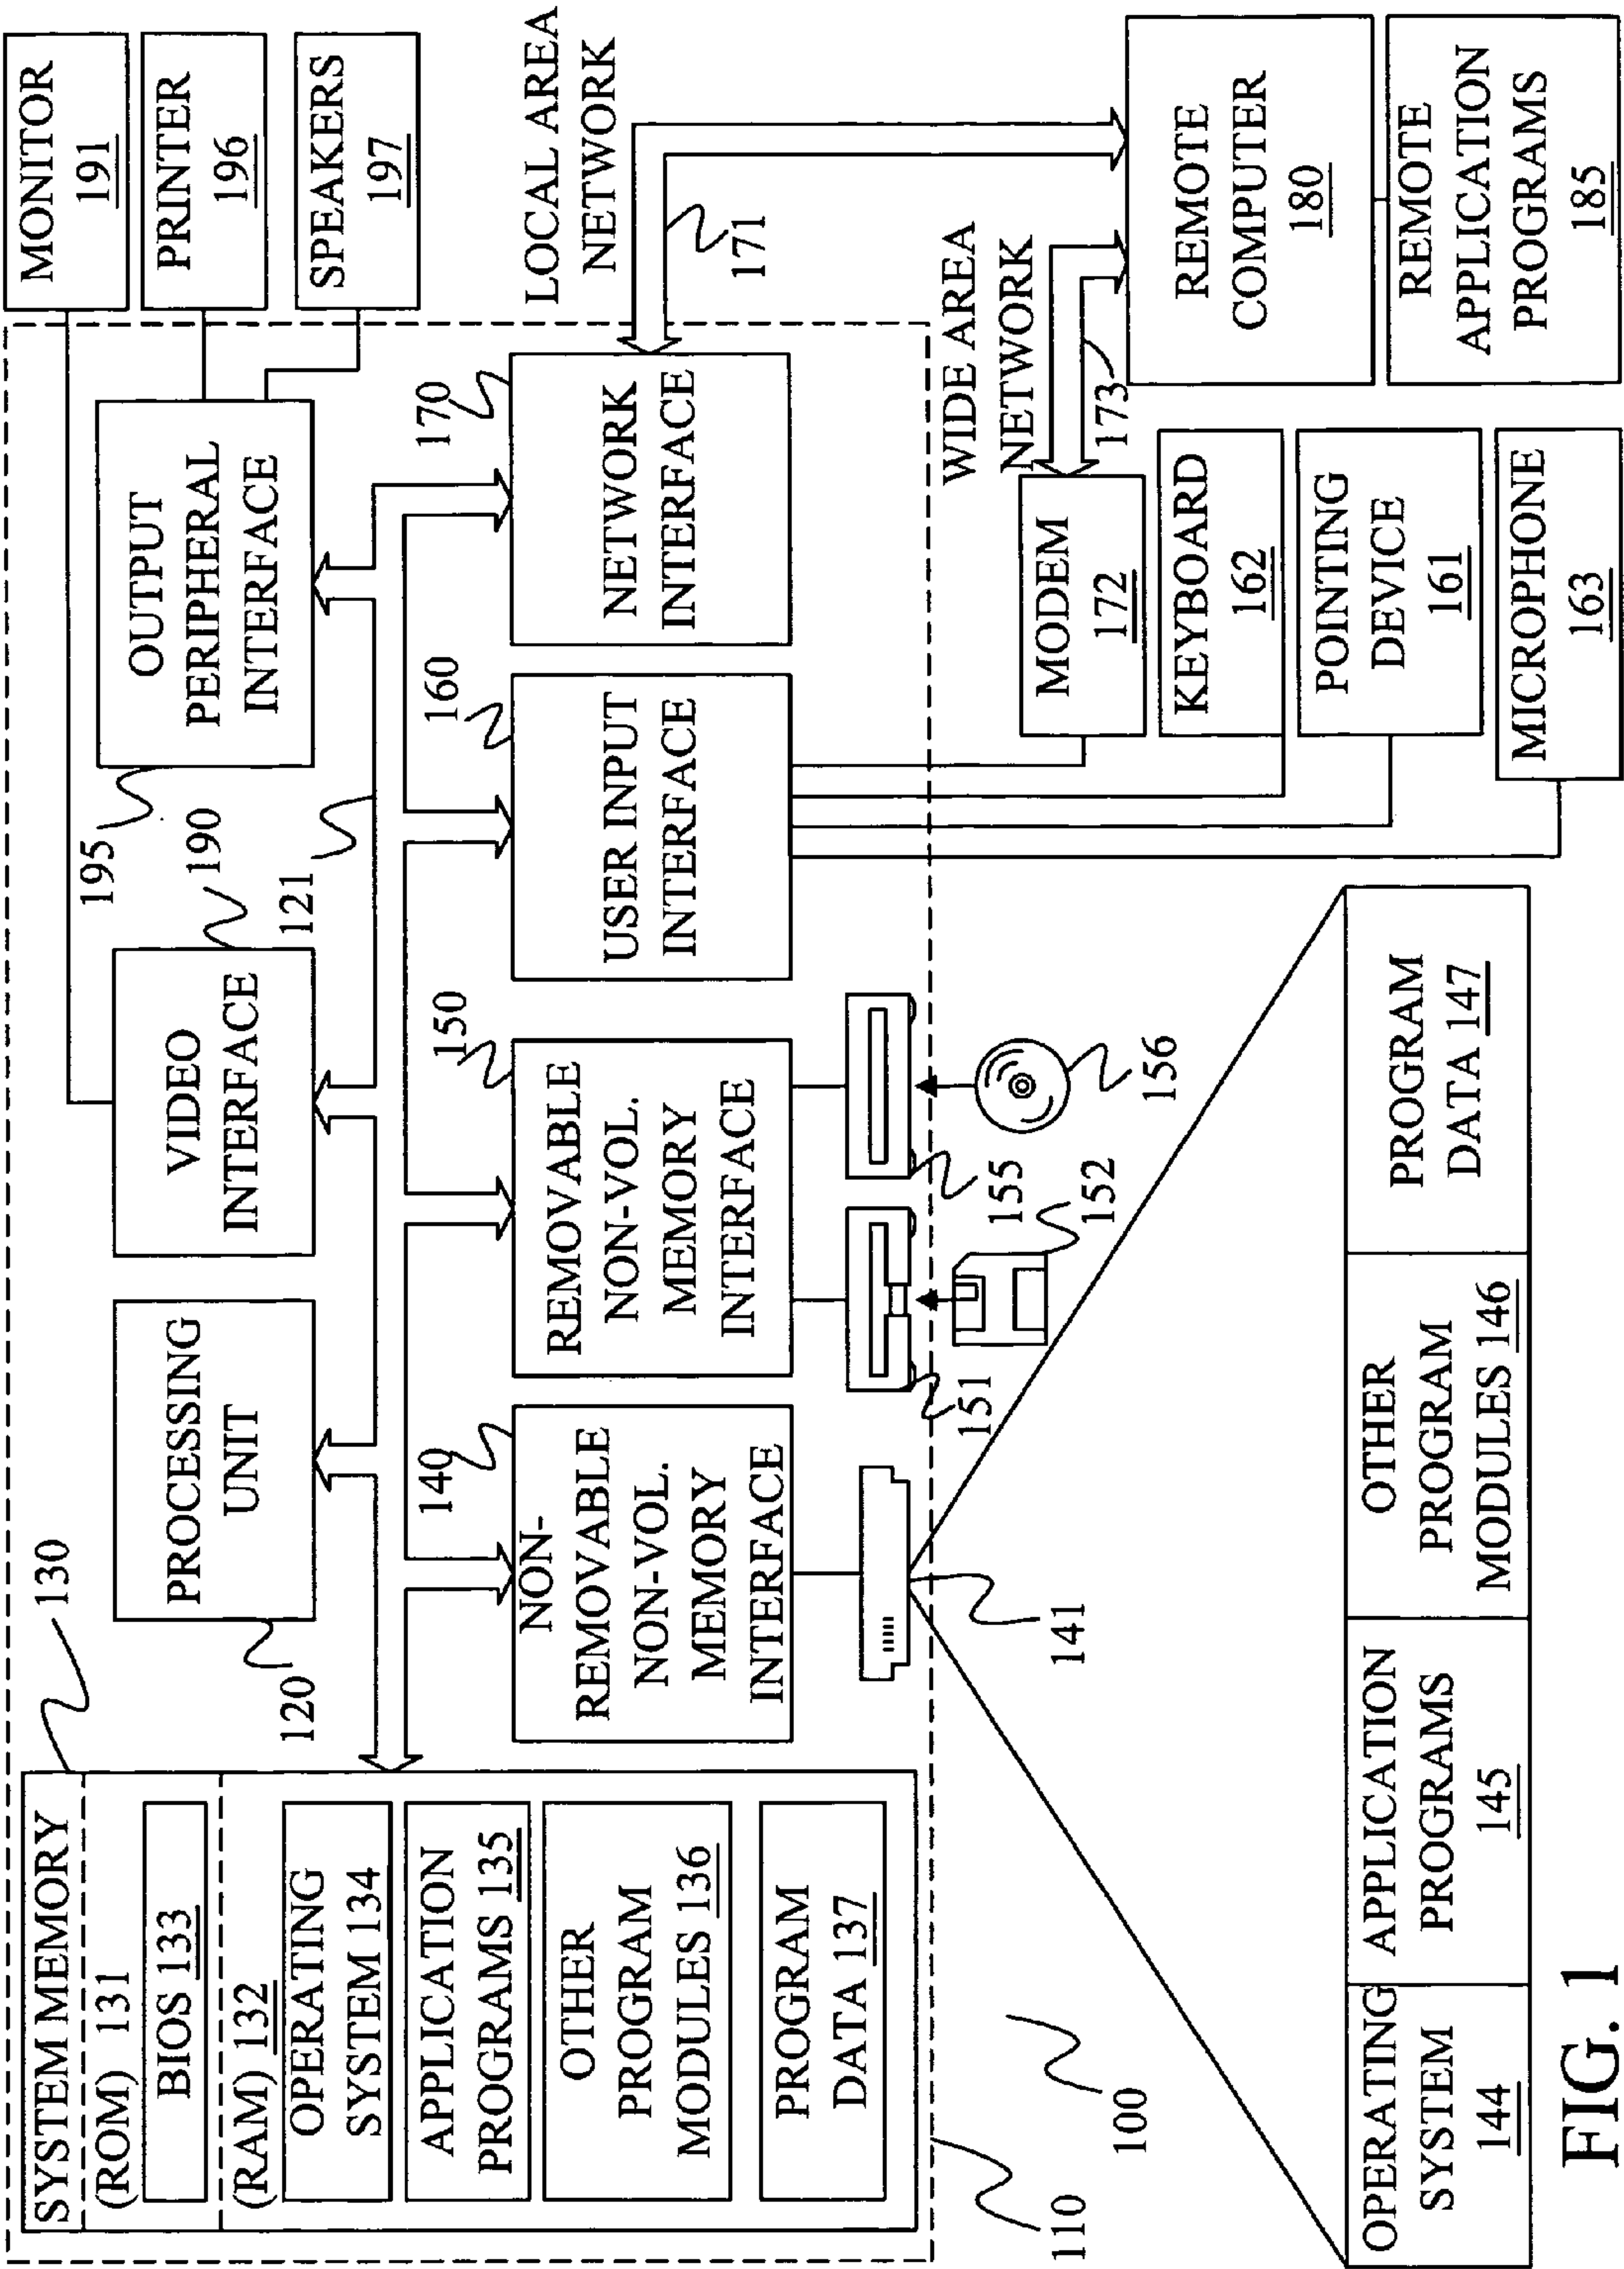 SYSTEM MEMORY
(ROM) 131
BIOS 133
(RAM) 132
OPERATING
SYSTEM 134
APPLICATION
PROGRAMS 135
OTHER
PROGRAM
MODULES 136
PROGRAM
DATA 137
130
PROCESSING
UNIT
120
VIDEO
INTERFACE
190
121
OUTPUT
PERIPHERAL
INTERFACE
195
MONITOR
191
PRINTER
196
SPEAKERS
197
NON-
REMOVABLE
NON-VOL.
MEMORY
INTERFACE
140
REMOVABLE
NON-VOL.
MEMORY
INTERFACE
150
USER INPUT
INTERFACE
160
NETWORK
INTERFACE
170
LOCAL AREA
NETWORK
171
141
151
152
155
156
WIDE AREA
NETWORK
173
MODEM
172
KEYBOARD
162
POINTING
DEVICE
161
MICROPHONE
163
REMOTE
COMPUTER
180
REMOTE
APPLICATION
PROGRAMS
185
110
100
OPERATING
SYSTEM
144
APPLICATION
PROGRAMS
145
OTHER
PROGRAM
MODULES 146
PROGRAM
DATA 147
FIG. 1